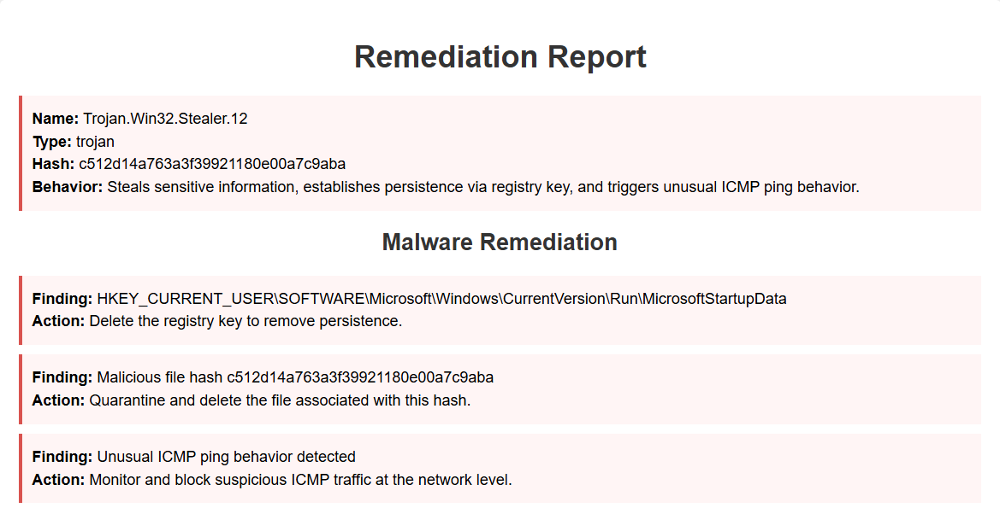 Remediation Report
Name: Trojan.Win32.Stealer.12
Type: trojan
Hash: c512d14a763a3f39921180e00a7c9aba
Behavior: Steals sensitive information, establishes persistence via registry key, and triggers unusual ICMP ping behavior.
Malware Remediation
Finding: HKEY_CURRENT_USER\SOFTWARE\Microsoft\Windows\CurrentVersion\Run\MicrosoftStartupData
Action: Delete the registry key to remove persistence.
Finding: Malicious file hash c512d14a763a3f39921180e00a7c9aba
Action: Quarantine and delete the file associated with this hash.
Finding: Unusual ICMP ping behavior detected
Action: Monitor and block suspicious ICMP traffic at the network level.